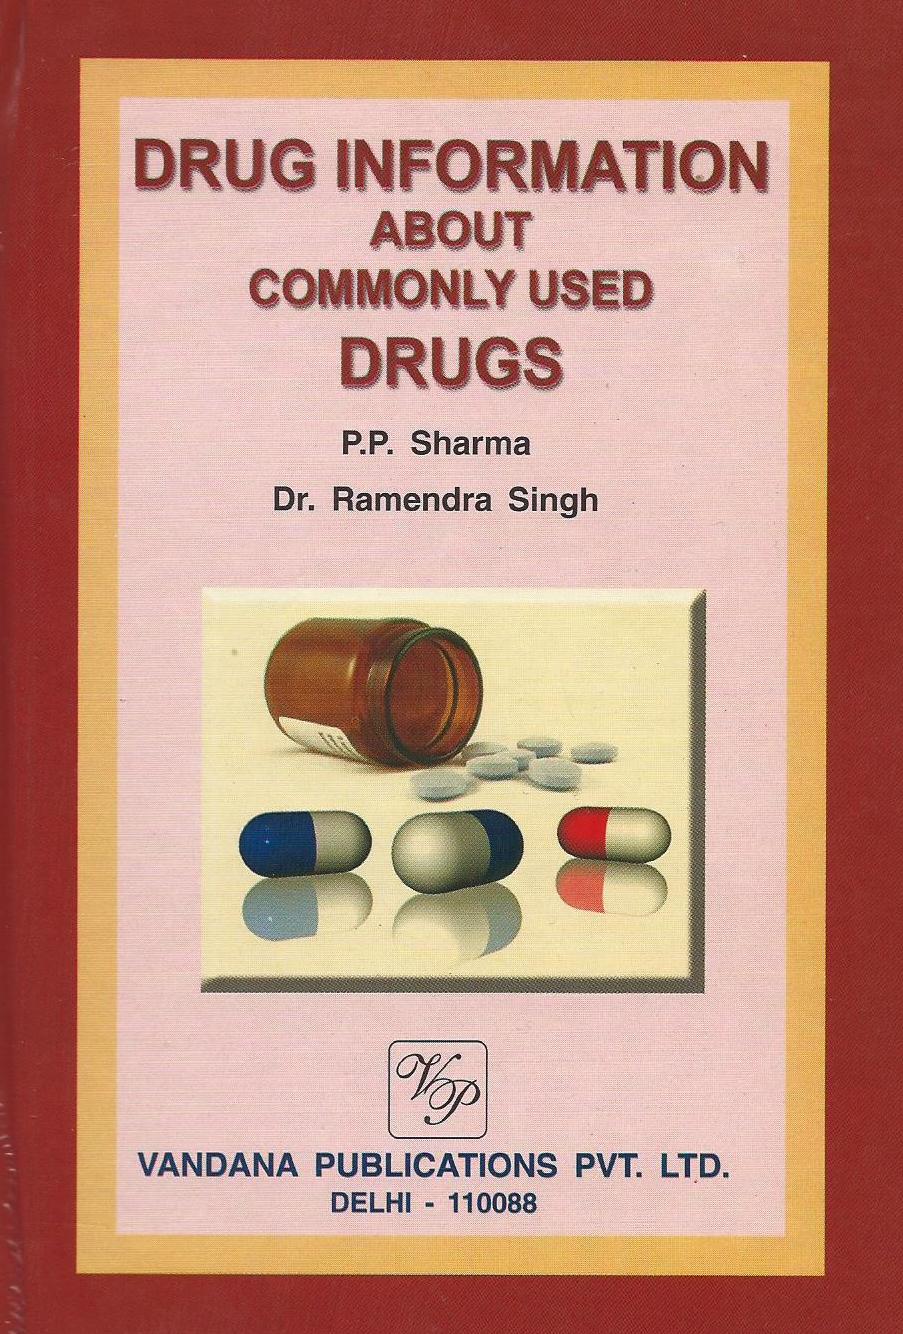 DRUG INFORMATION
ABOUT
COMMONLY USED
DRUGS
P.P. Sharma
Dr. Ramendra Singh
VP
VANDANA PUBLICATIONS PVT. LTD.
DELHI - 110088